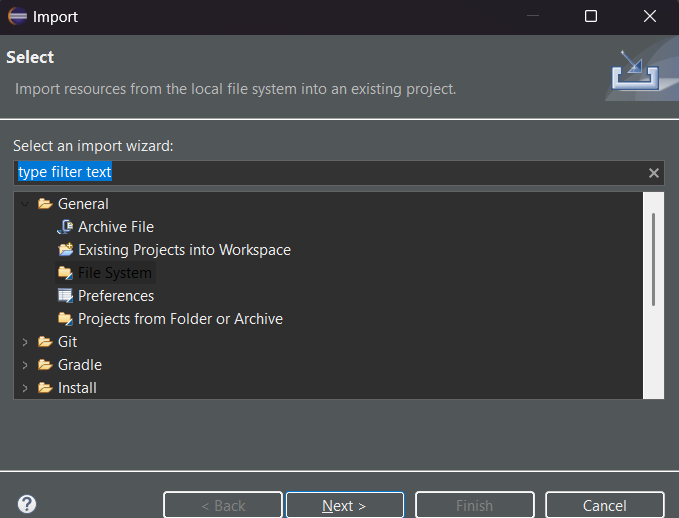 Import
Select
Import resources from the local file system into an existing project.
Select an import wizard:
type filter text
General
Archive File
Existing Projects into Workspace
File System
Preferences
Projects from Folder or Archive
Git
Gradle
Install
?
< Back
Next >
Finish
Cancel